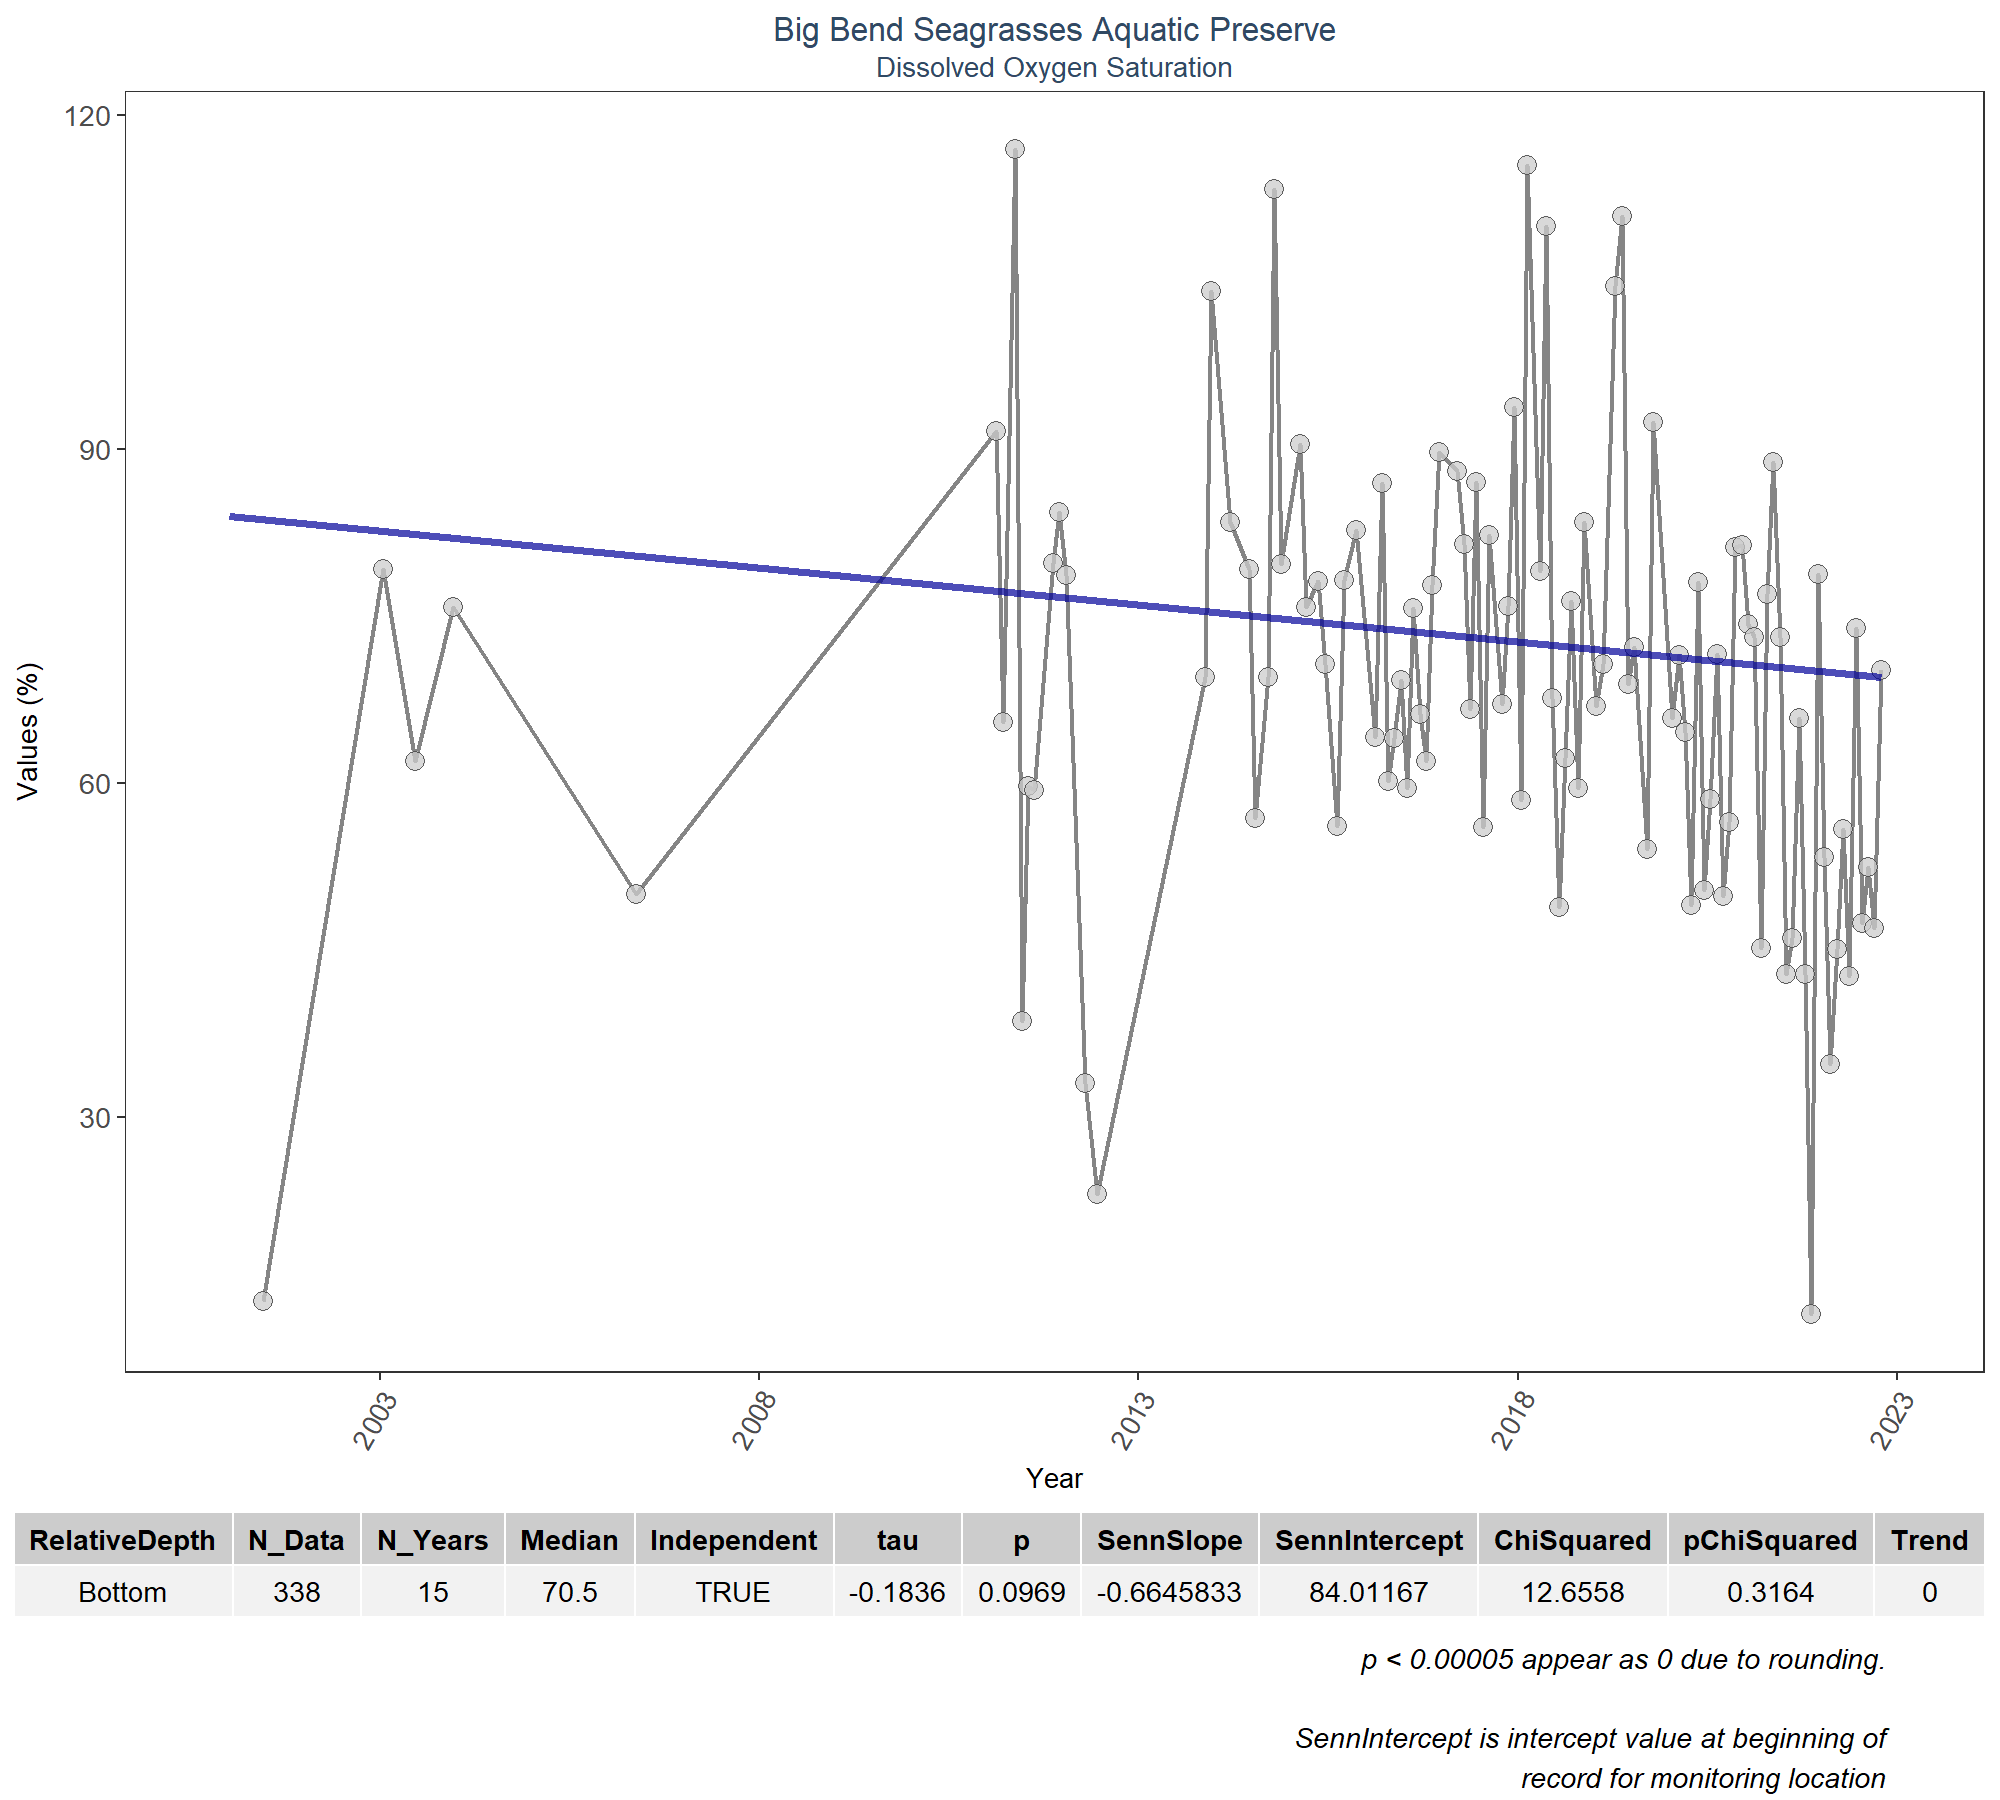 Big Bend Seagrasses Aquatic Preserve
Dissolved Oxygen Saturation
120
90
60
30
Values (%)
2003 2008 2013 2018 2023
Year
RelativeDepth N_Data N_Years Median Independent tau p SennSlope SennIntercept ChiSquared pChiSquared Trend
Bottom 338 15 70.5 TRUE -0.1836 0.0969 -0.6645833 84.01167 12.6558 0.3164 0
p < 0.00005 appear as 0 due to rounding.
SennIntercept is intercept value at beginning of
record for monitoring location